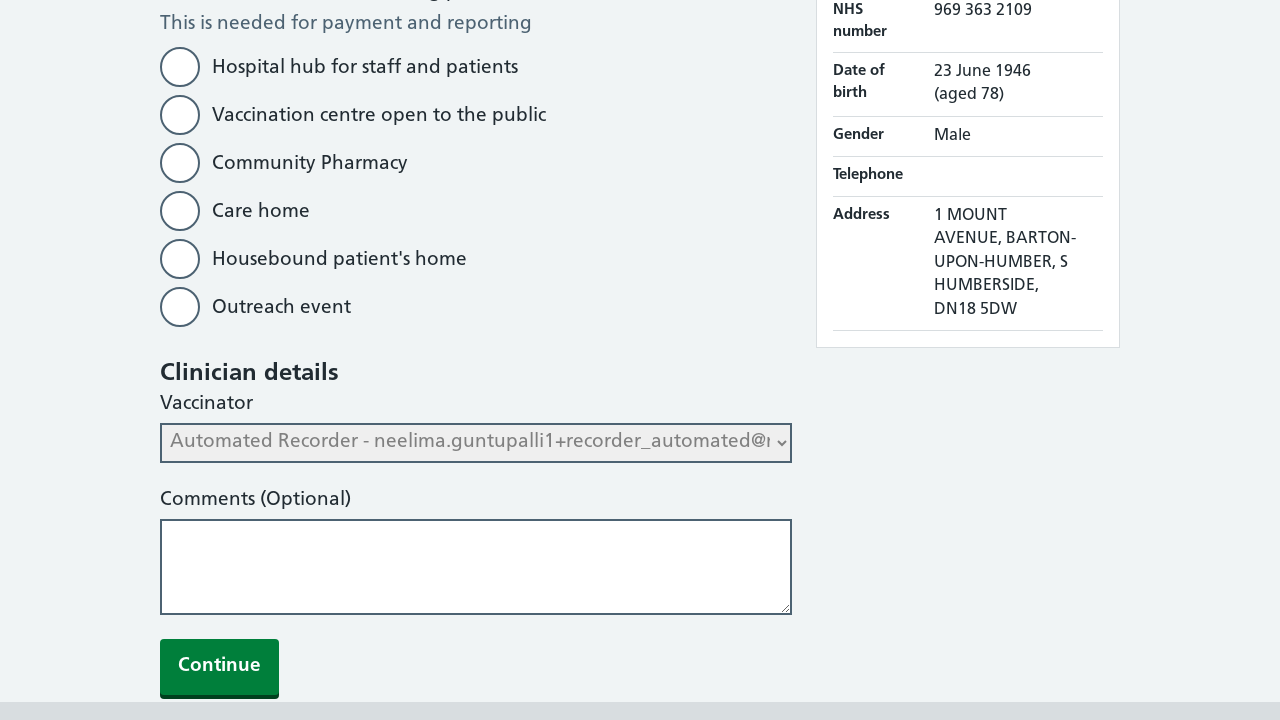 This is needed for payment and reporting
Hospital hub for staff and patients
Vaccination centre open to the public
Community Pharmacy
Care home
Housebound patient's home
Outreach event
Clinician details
Vaccinator
Automated Recorder - neelima.guntupalli1+recorder_automated@
Comments (Optional)
Continue
NHS number 969 363 2109
Date of birth 23 June 1946 (aged 78)
Gender Male
Telephone
Address 1 MOUNT
AVENUE, BARTON-
UPON-HUMBER, S
HUMBERSIDE,
DN18 5DW